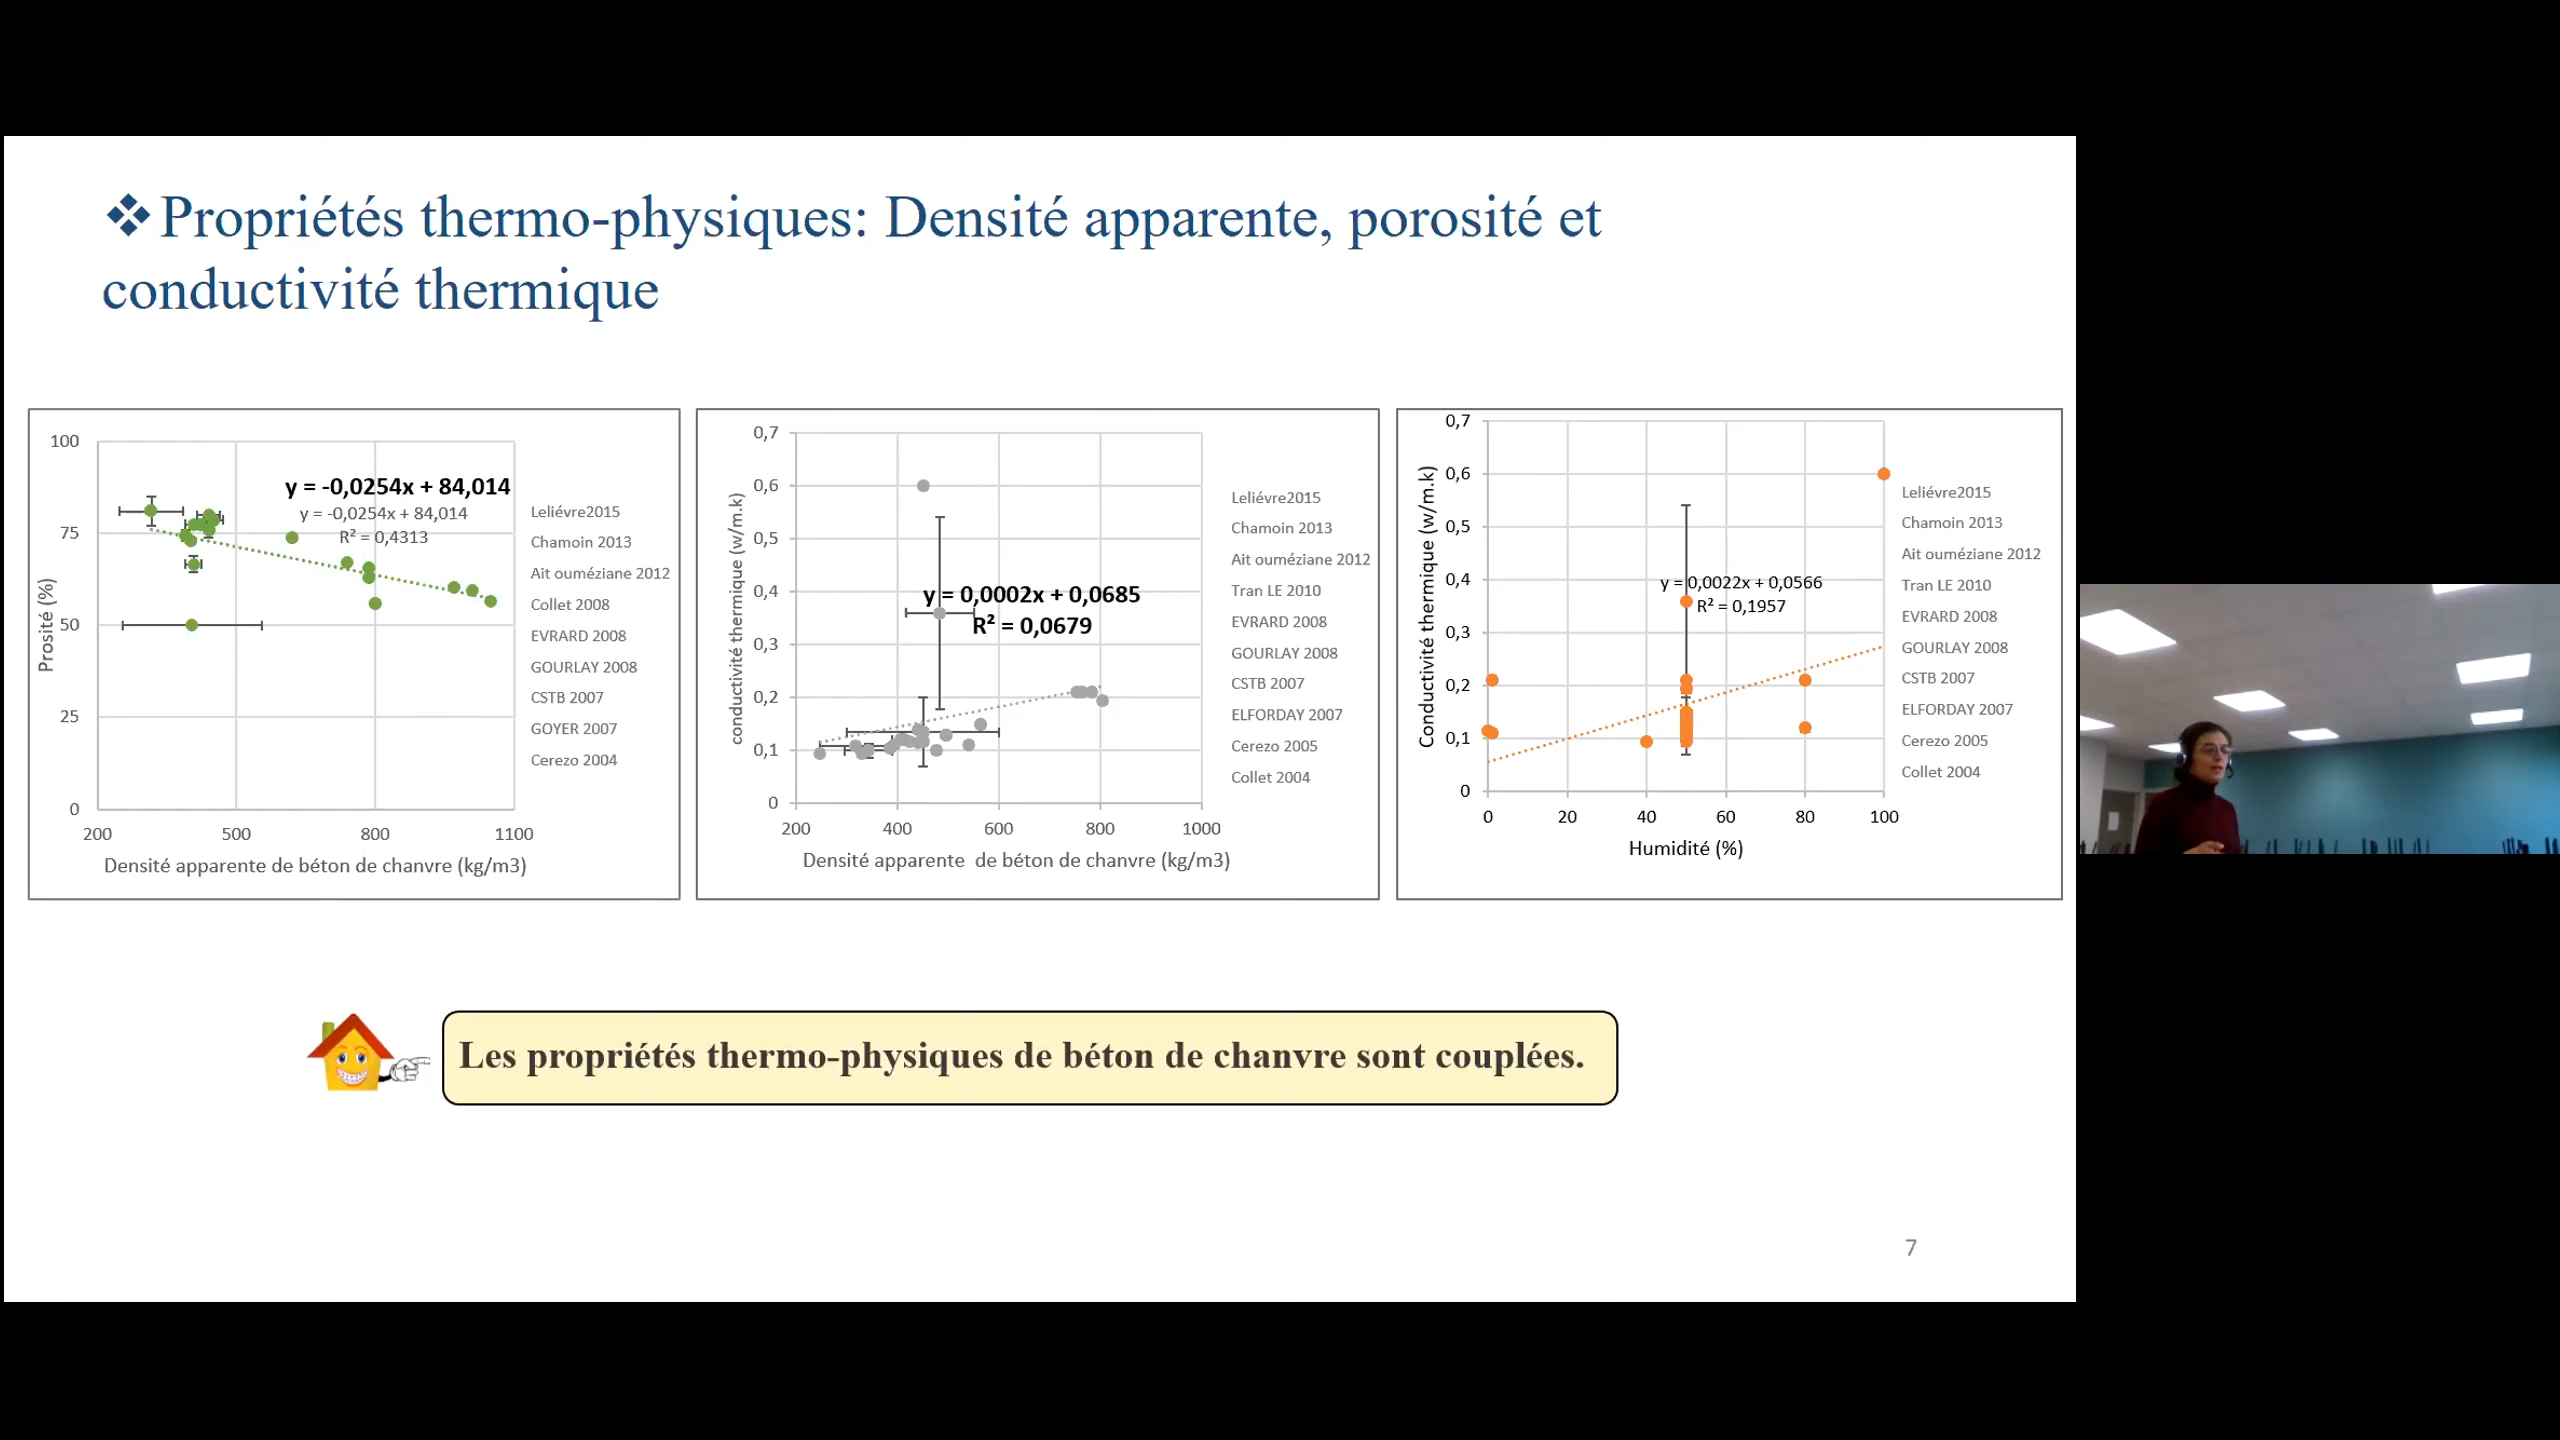 ❖Propriétés thermo-physiques: Densité apparente, porosité et
conductivité thermique
100
75
50
25
0
Prosité (%)
y = -0,0254x + 84,014
y = -0,0254x + 84,014
R² = 0,4313
200 500 800 1100
Densité apparente de béton de chanvre (kg/m3)
Leliévre2015
Chamoin 2013
Ait ouméziane 2012
Collet 2008
EVRARD 2008
GOURLAY 2008
CSTB 2007
GOYER 2007
Cerezo 2004
0,7
0,6
0,5
0,4
0,3
0,2
0,1
0
conductivité thermique (w/m.k)
y = 0,0002x + 0,0685
R² = 0,0679
200 400 600 800 1000
Densité apparente de béton de chanvre (kg/m3)
Leliévre2015
Chamoin 2013
Ait ouméziane 2012
Tran LE 2010
EVRARD 2008
GOURLAY 2008
CSTB 2007
ELFORDAY 2007
Cerezo 2005
Collet 2004
0,7
0,6
0,5
0,4
0,3
0,2
0,1
0
Conductivité thermique (w/m.k)
y = 0,0022x + 0,0566
R² = 0,1957
0 20 40 60 80 100
Humidité (%)
Leliévre2015
Chamoin 2013
Ait ouméziane 2012
Tran LE 2010
EVRARD 2008
GOURLAY 2008
CSTB 2007
ELFORDAY 2007
Cerezo 2005
Collet 2004
Les propriétés thermo-physiques de béton de chanvre sont couplées.
7